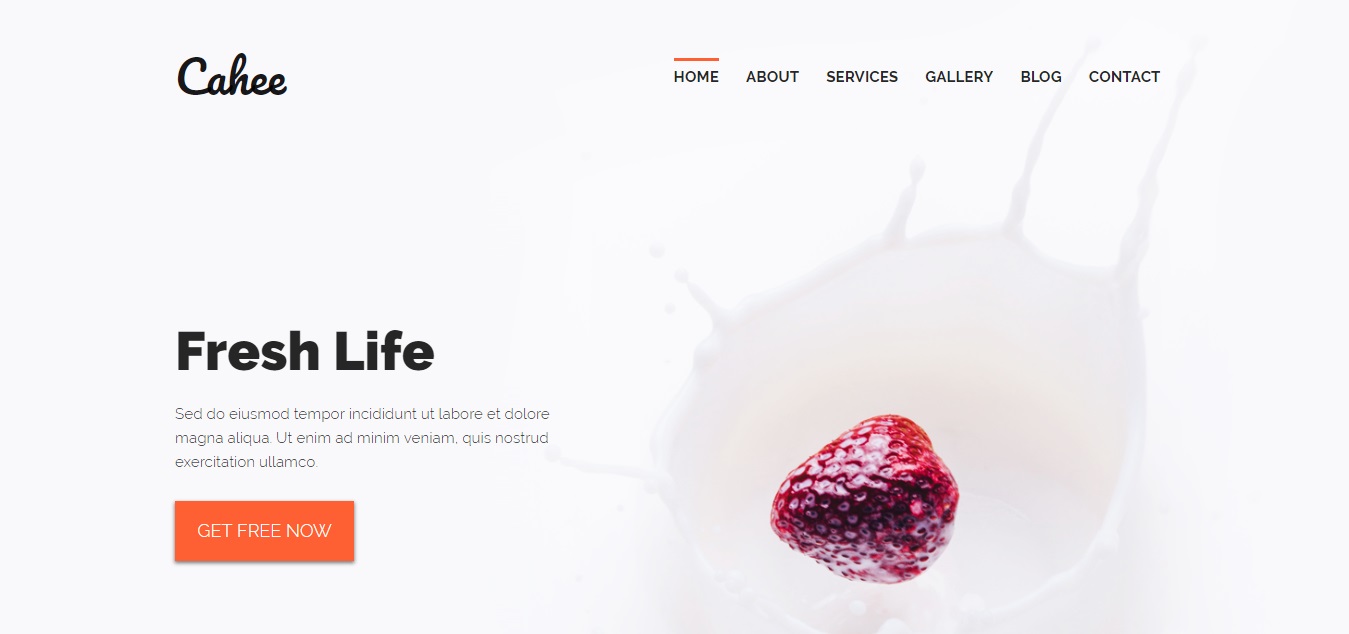 Cahee
HOME ABOUT SERVICES GALLERY BLOG CONTACT
Fresh Life
Sed do eiusmod tempor incididunt ut labore et dolore
magna aliqua. Ut enim ad minim veniam, quis nostrud
exercitation ullamco.
GET FREE NOW